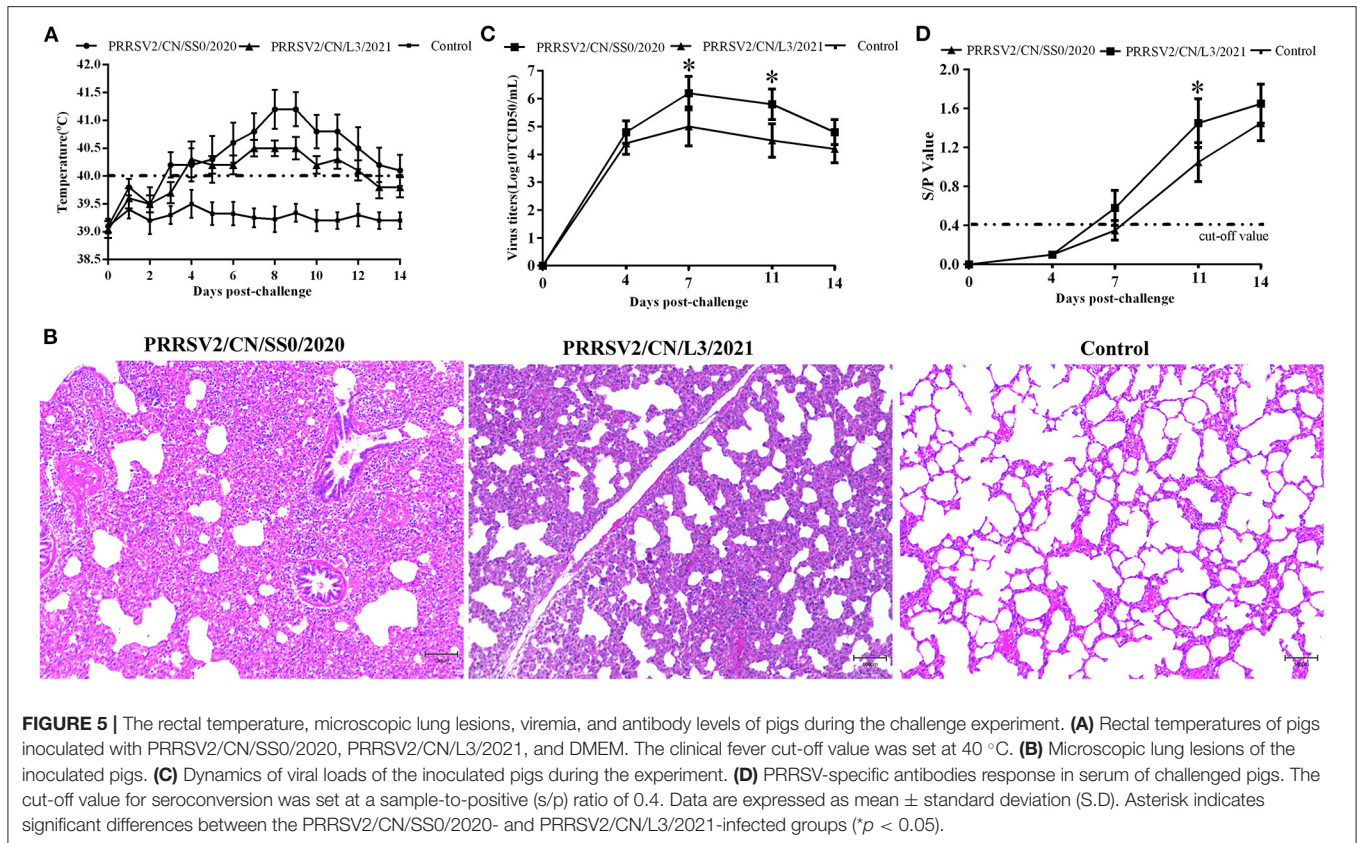 A PRRSV2/CN/SS0/2020 PRRSV2/CN/L3/2021 Control
42.0
41.5
41.0
40.5
40.0
39.5
39.0
38.5
Temperature(°C)
0 2 4 6 8 10 12 14
Days post-challenge
C PRRSV2/CN/SS0/2020 PRRSV2/CN/L3/2021 Control
7
6
5
4
3
2
1
0
Virus titers(Log10TCID50/mL)
* *
0 4 7 11 14
Days post-challenge
D PRRSV2/CN/SS0/2020 PRRSV2/CN/L3/2021 Control
2.0
1.6
1.2
0.8
0.4
0.0
S/P Value
*
cut-off value
0 4 7 11 14
Days post-challenge
B PRRSV2/CN/SS0/2020 PRRSV2/CN/L3/2021 Control
FIGURE 5 | The rectal temperature, microscopic lung lesions, viremia, and antibody levels of pigs during the challenge experiment. (A) Rectal temperatures of pigs
inoculated with PRRSV2/CN/SS0/2020, PRRSV2/CN/L3/2021, and DMEM. The clinical fever cut-off value was set at 40 °C. (B) Microscopic lung lesions of the
inoculated pigs. (C) Dynamics of viral loads of the inoculated pigs during the experiment. (D) PRRSV-specific antibodies response in serum of challenged pigs. The
cut-off value for seroconversion was set at a sample-to-positive (s/p) ratio of 0.4. Data are expressed as mean ± standard deviation (S.D). Asterisk indicates
significant differences between the PRRSV2/CN/SS0/2020- and PRRSV2/CN/L3/2021-infected groups (*p < 0.05).